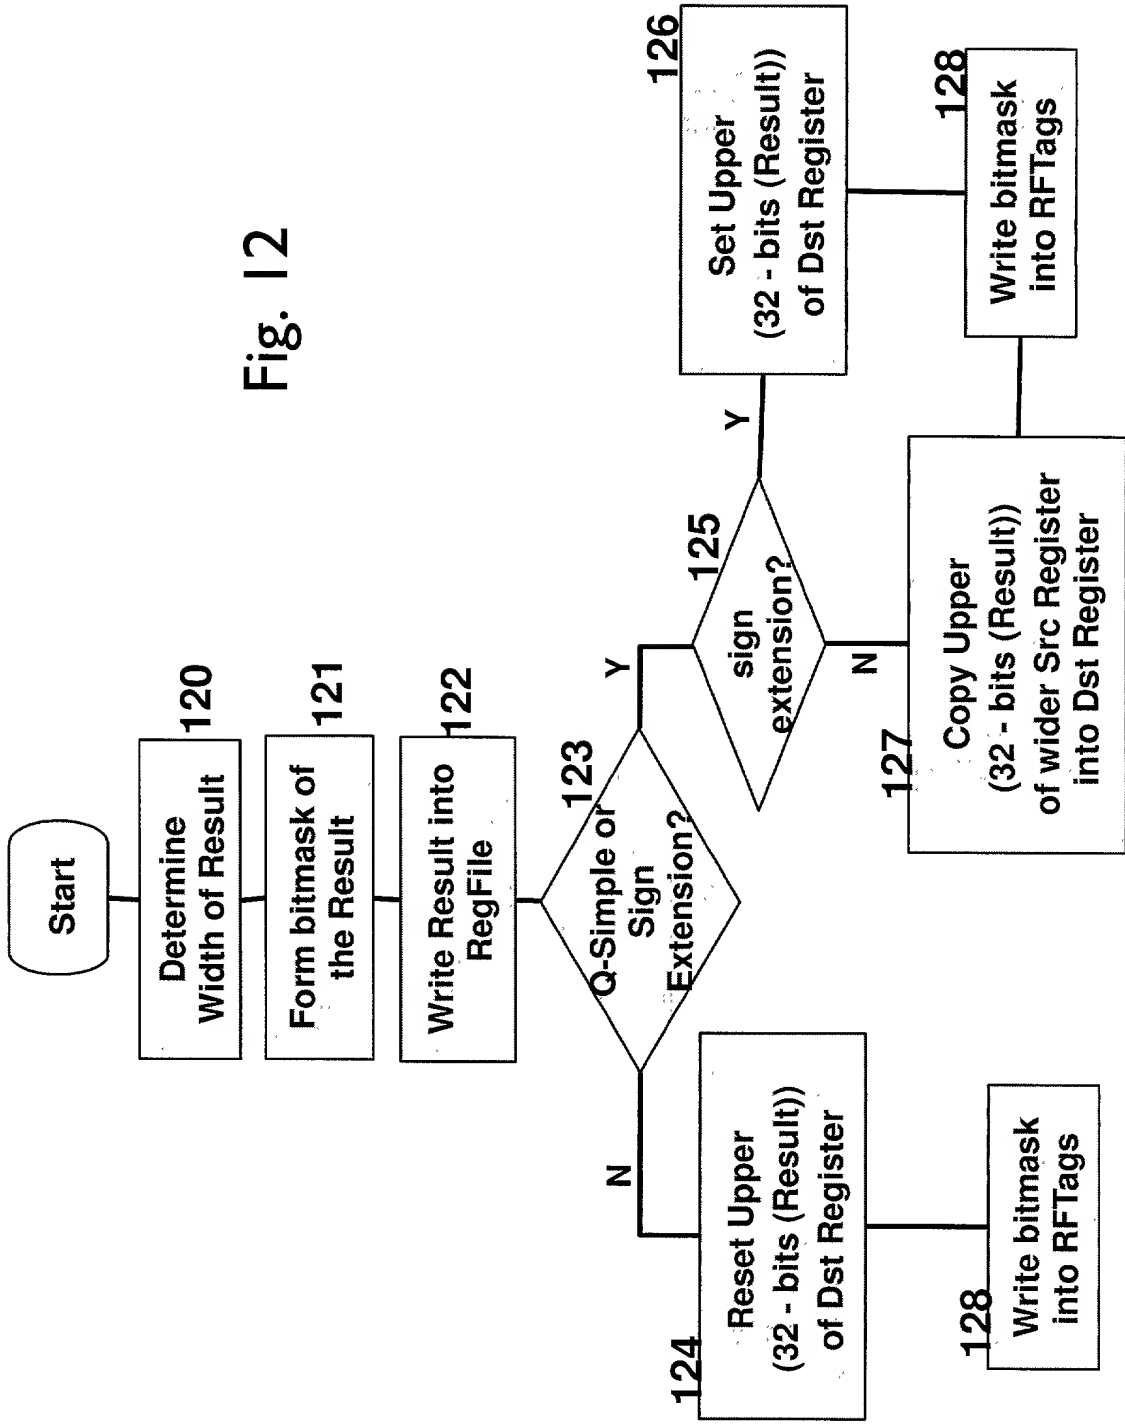 Fig. 12
Start
120
Determine
Width of Result
121
Form bitmask of
the Result
122
Write Result into
RegFile
123
Q-Simple or
Sign
Extension?
N
Y
124
Reset Upper
(32 - bits (Result))
of Dst Register
128
Write bitmask
into RFTags
125
sign
extension?
Y
N
126
Set Upper
(32 - bits (Result))
of Dst Register
127
Copy Upper
(32 - bits (Result))
of wider Src Register
into Dst Register
128
Write bitmask
into RFTags